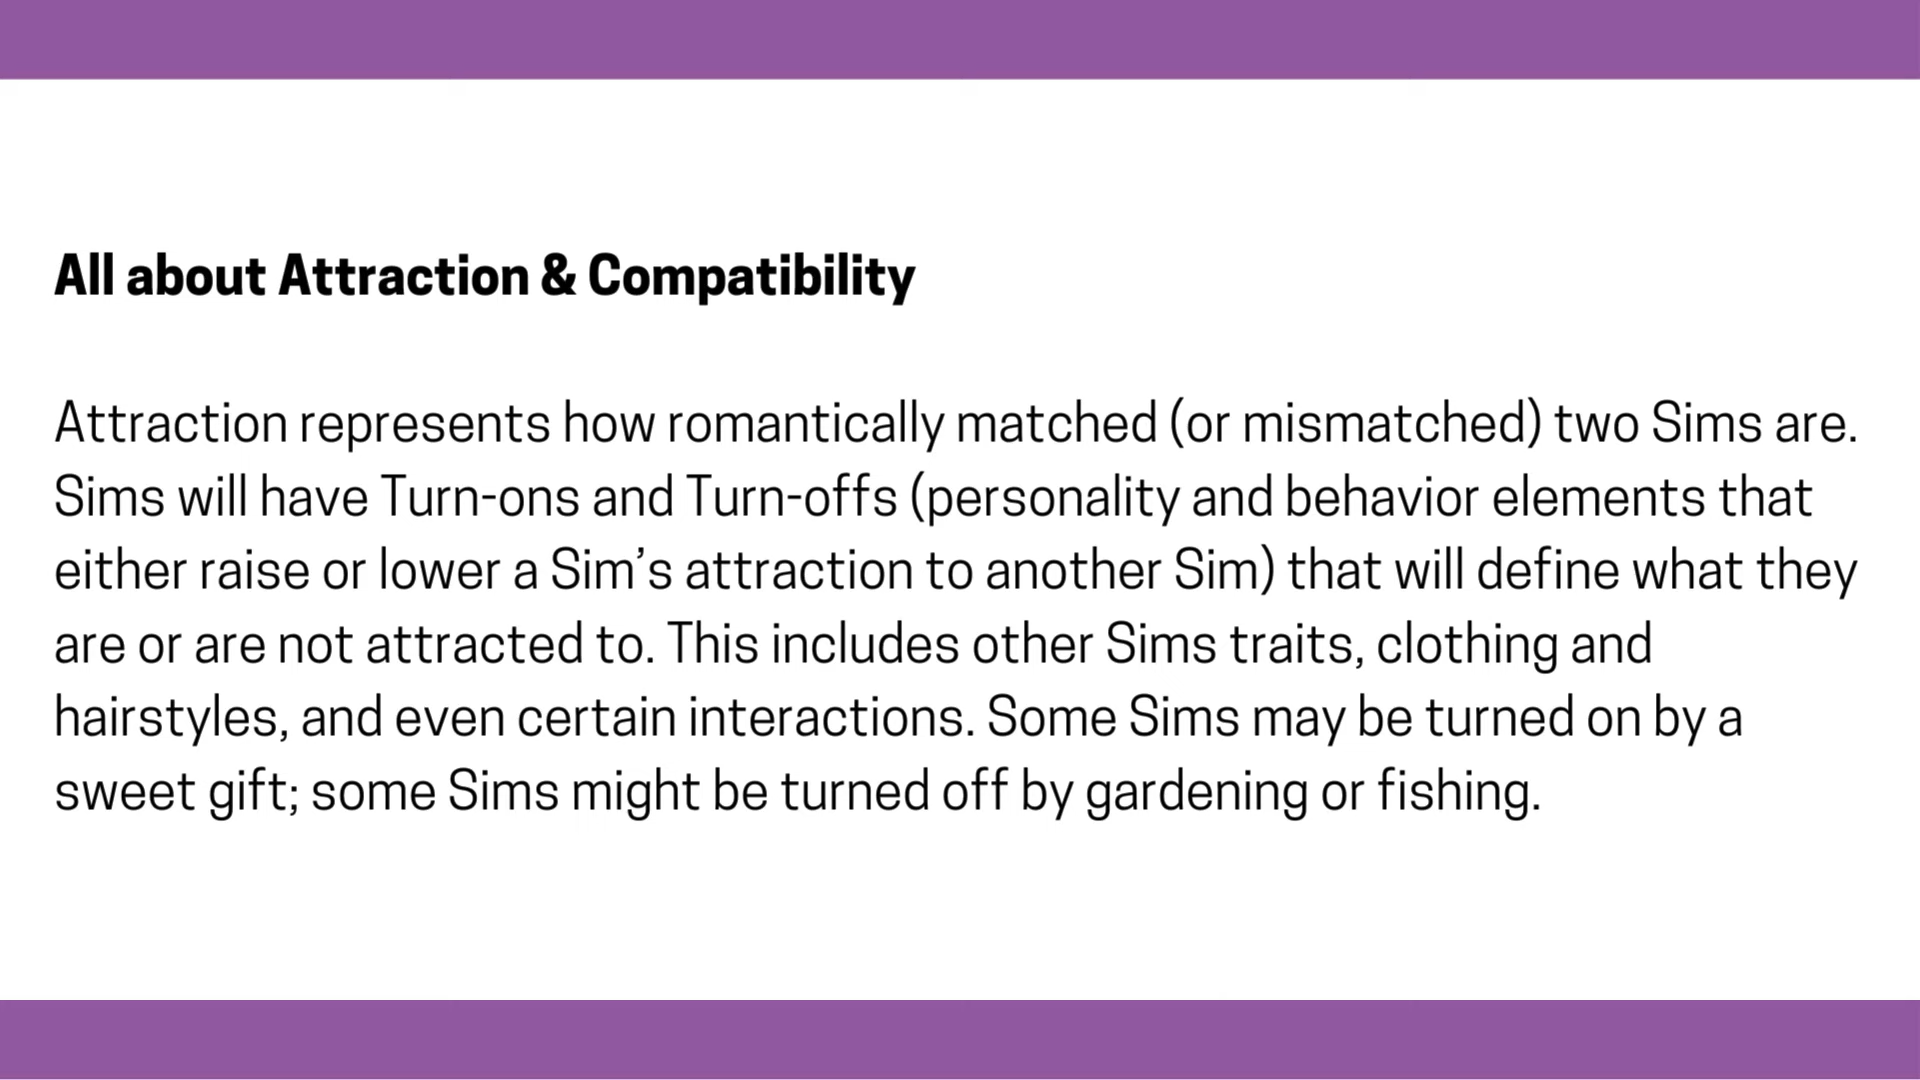 All about Attraction & Compatibility
Attraction represents how romantically matched (or mismatched) two Sims are.
Sims will have Turn-ons and Turn-offs (personality and behavior elements that
either raise or lower a Sim’s attraction to another Sim) that will define what they
are or are not attracted to. This includes other Sims traits, clothing and
hairstyles, and even certain interactions. Some Sims may be turned on by a
sweet gift; some Sims might be turned off by gardening or fishing.